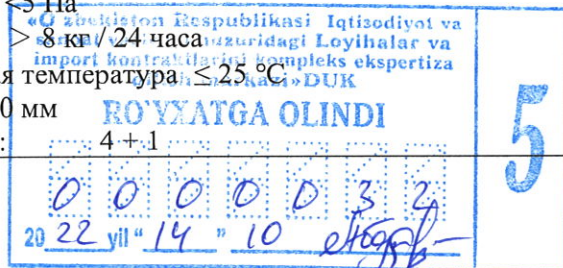 <5 Па
> 8 кг / 24 часа
я температура ≤ 25 °С
0 мм
: 4 + 1
«O'zbekiston Respublikasi Iqtisodiyot va
huzuridagi Loyihalar va
import kontraktlarini kompleks ekspertiza
markazi» DUK
RO'YXATGA OLINDI
0 0 0 0 0 3 2
20 22 yil " 14 " 10
5